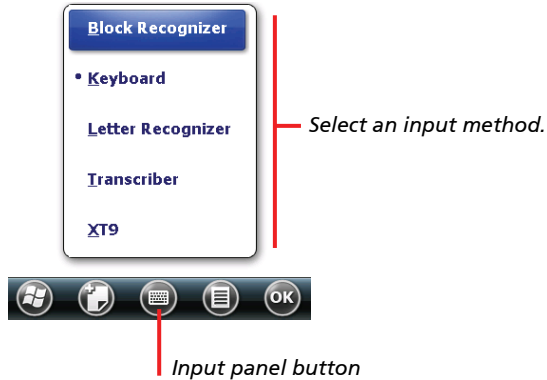 Block Recognizer
• Keyboard
Letter Recognizer
Select an input method.
Transcriber
XT9
OK
Input panel button